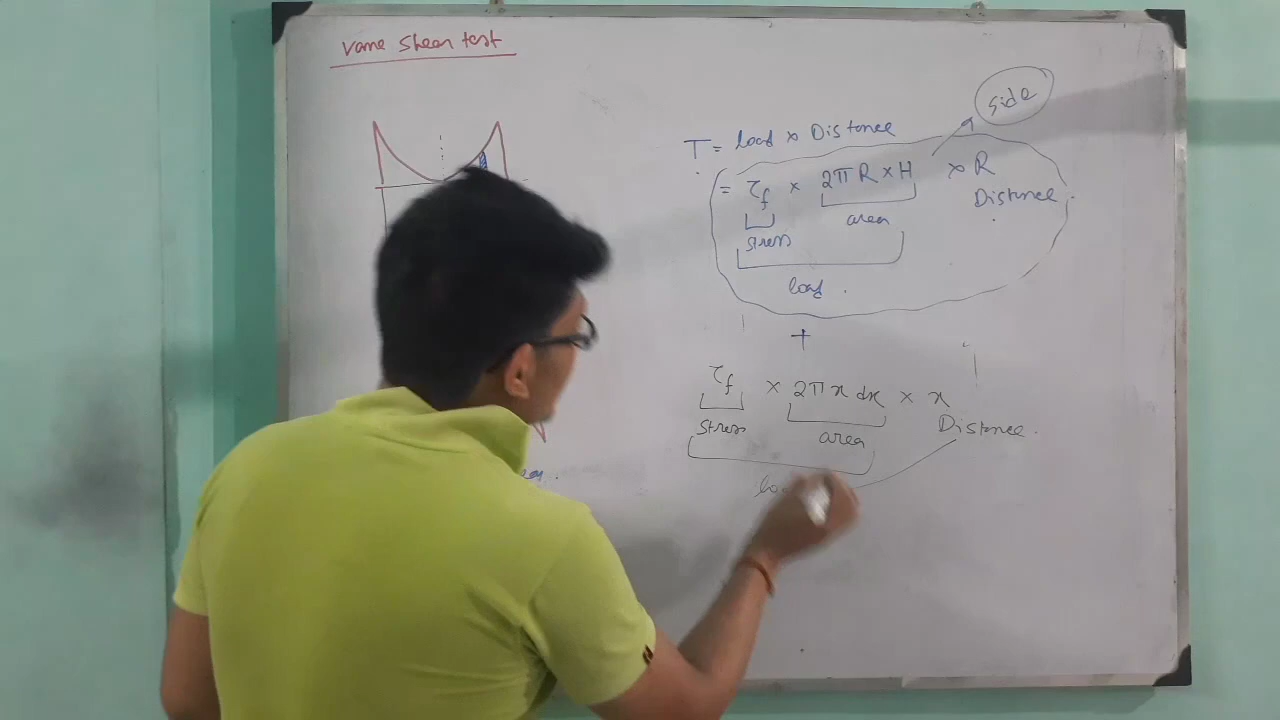 Vane Shear test
side
T = load × Distance
= τf × 2πR × H × R
Distance.
stress
area
load.
+
τf × 2πx dx × x
stress
area
Distance.